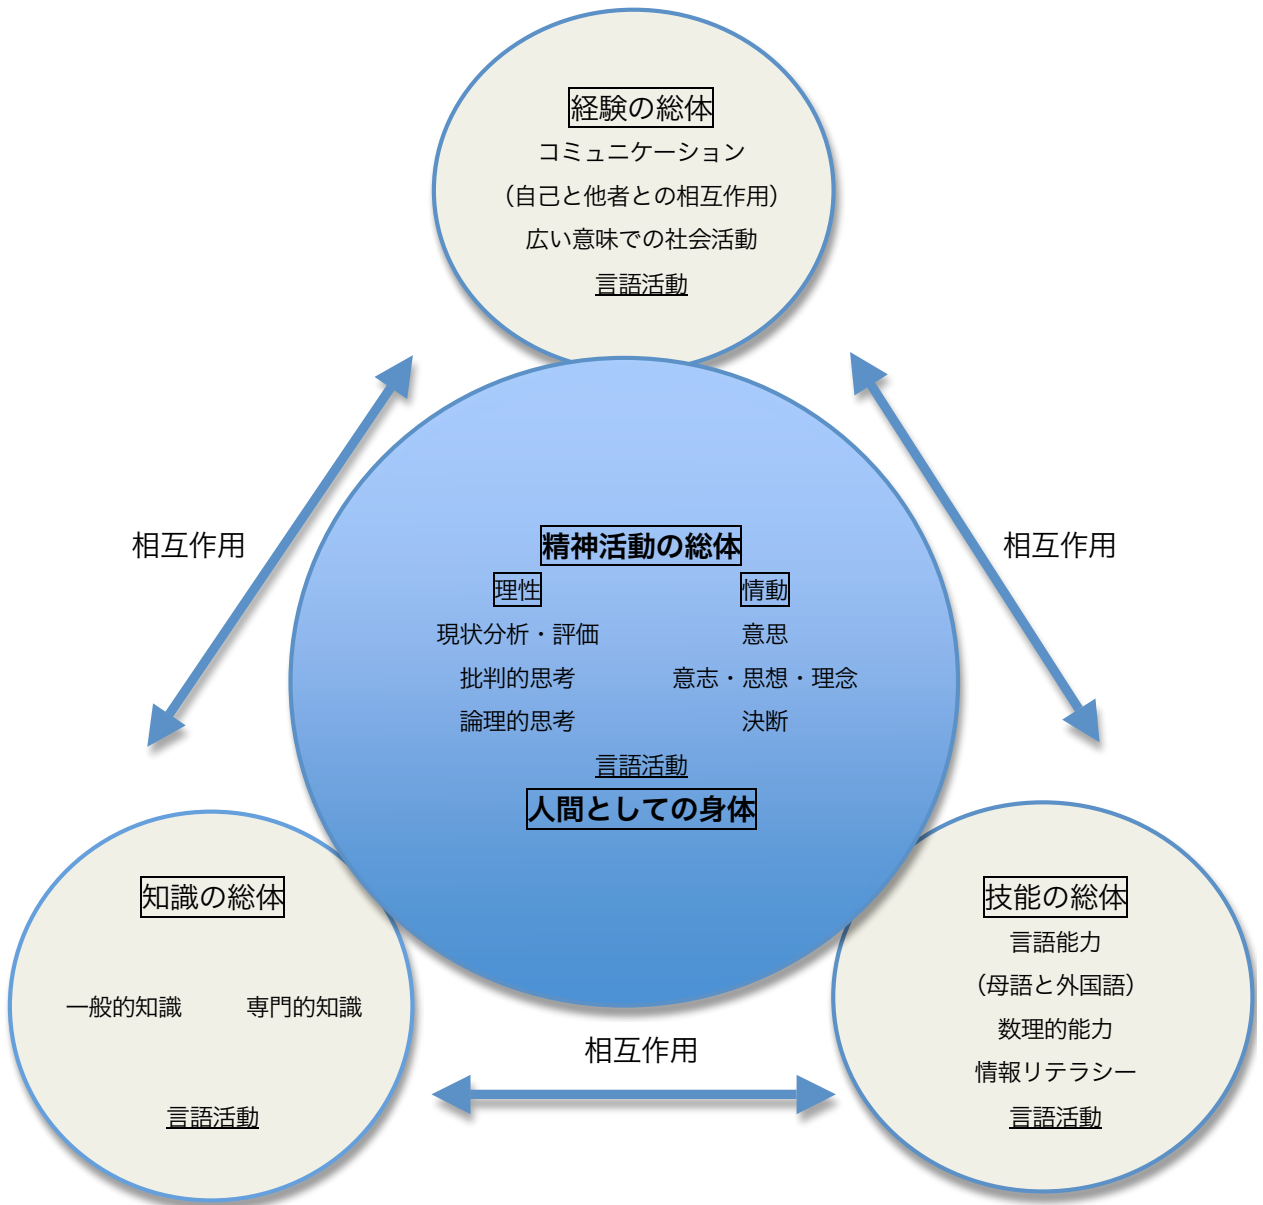 経験の総体
コミュニケーション
（自己と他者との相互作用）
広い意味での社会活動
言語活動
相互作用
相互作用
精神活動の総体
理性 情動
現状分析・評価 意思
批判的思考 意志・思想・理念
論理的思考 決断
言語活動
人間としての身体
知識の総体
一般的知識 専門的知識
言語活動
技能の総体
言語能力
（母語と外国語）
数理的能力
情報リテラシー
言語活動
相互作用